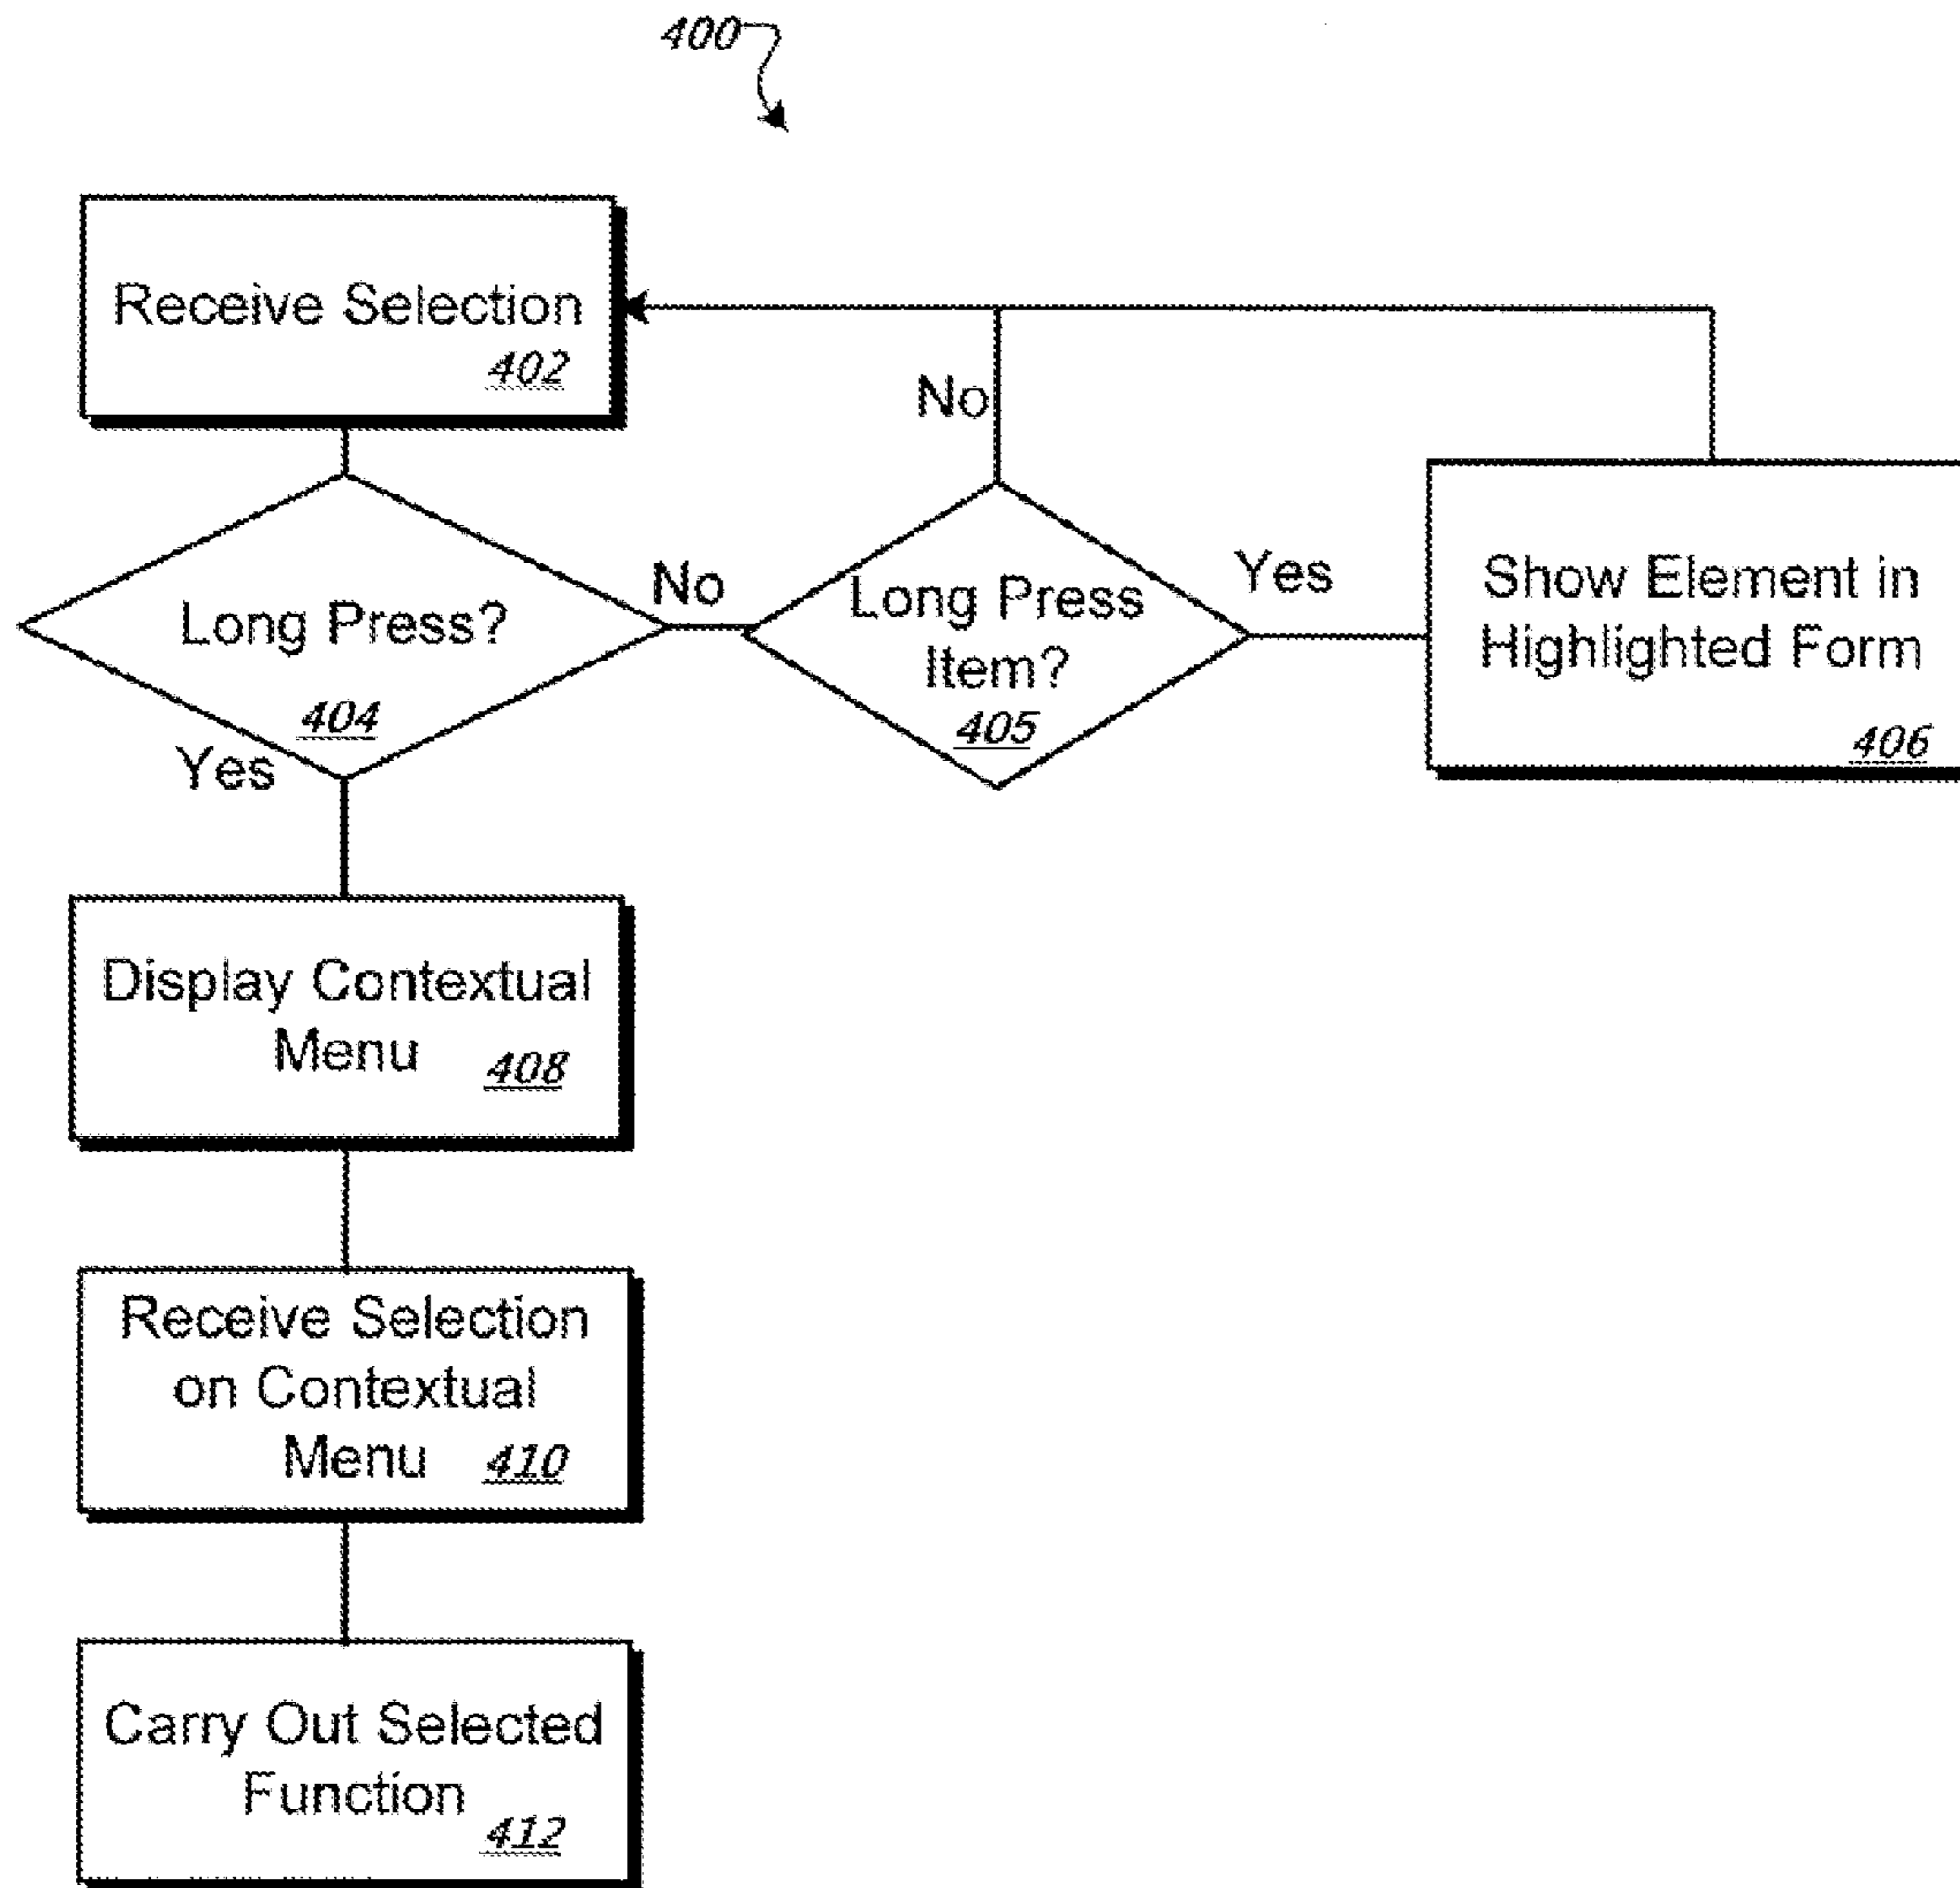 400
Receive Selection
402
No
Long Press?
404
No
Yes
Long Press
Item?
405
Yes
Show Element in
Highlighted Form
406
Display Contextual
Menu 408
Receive Selection
on Contextual
Menu 410
Carry Out Selected
Function
412